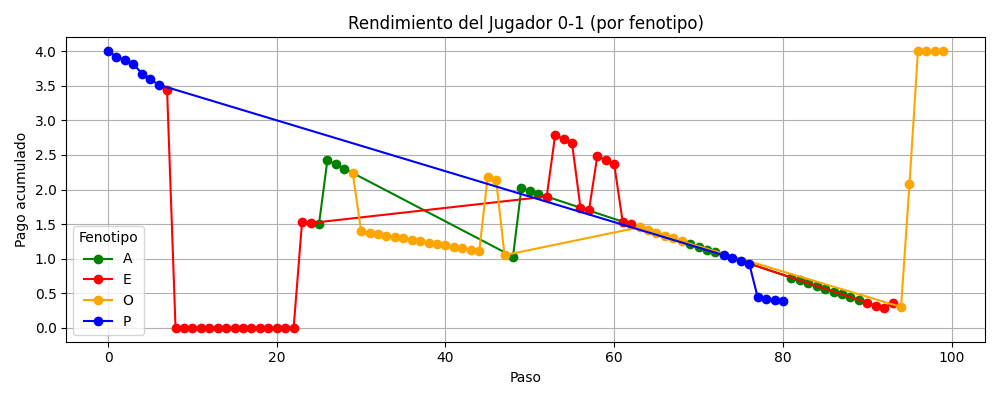 Rendimiento del Jugador 0-1 (por fenotipo)
Pago acumulado
4.0
3.5
3.0
2.5
2.0
1.5
1.0
0.5
0.0
Fenotipo
A
E
O
P
0 20 40 60 80 100
Paso